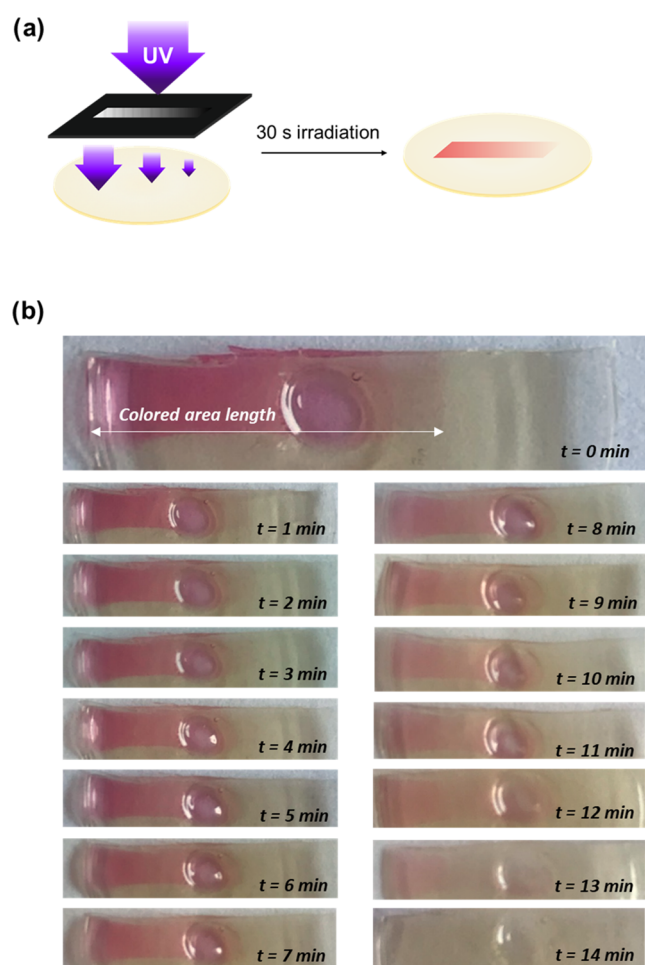 (a)
UV
30 s irradiation
(b)
Colored area length
t = 0 min
t = 1 min
t = 2 min
t = 3 min
t = 4 min
t = 5 min
t = 6 min
t = 7 min
t = 8 min
t = 9 min
t = 10 min
t = 11 min
t = 12 min
t = 13 min
t = 14 min